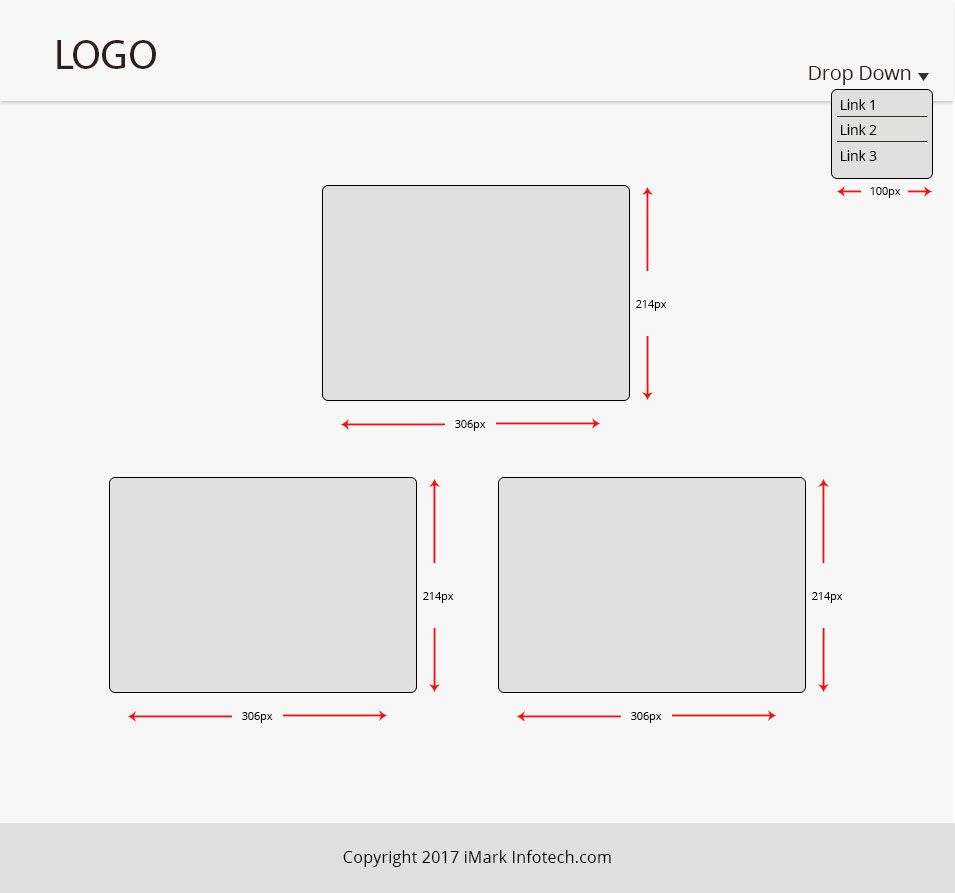 LOGO
Drop Down
Link 1
Link 2
Link 3
100px
214px
306px
214px
214px
306px
306px
Copyright 2017 iMark Infotech.com